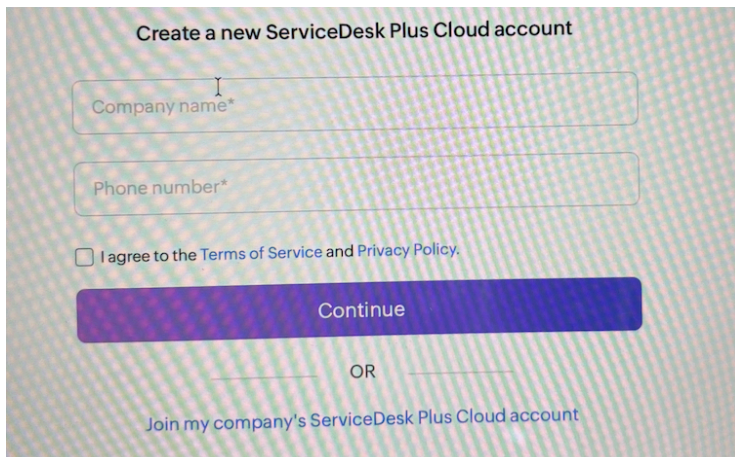 Create a new ServiceDesk Plus Cloud account
Company name*
Phone number*
I agree to the Terms of Service and Privacy Policy.
Continue
OR
Join my company's ServiceDesk Plus Cloud account